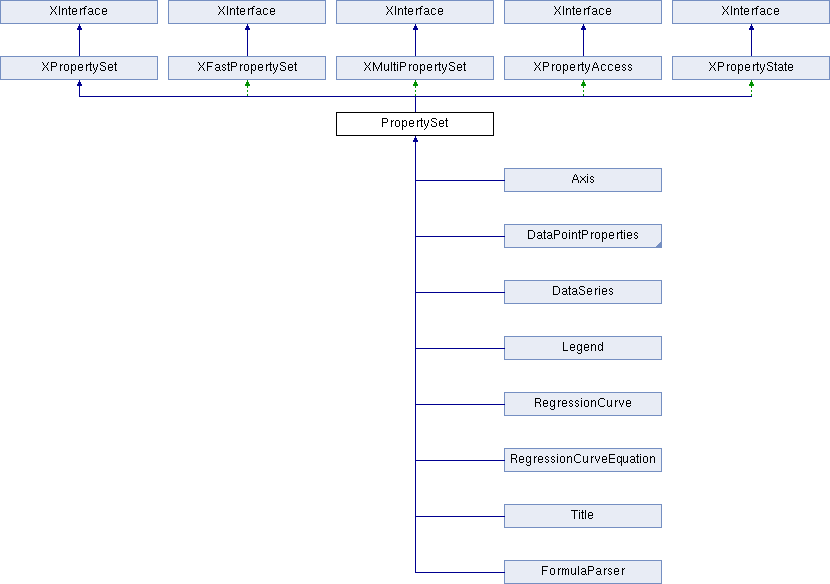 XInterface XInterface XInterface XInterface XInterface
XPropertySet XFastPropertySet XMultiPropertySet XPropertyAccess XPropertyState
PropertySet
Axis
DataPointProperties
DataSeries
Legend
RegressionCurve
RegressionCurveEquation
Title
FormulaParser